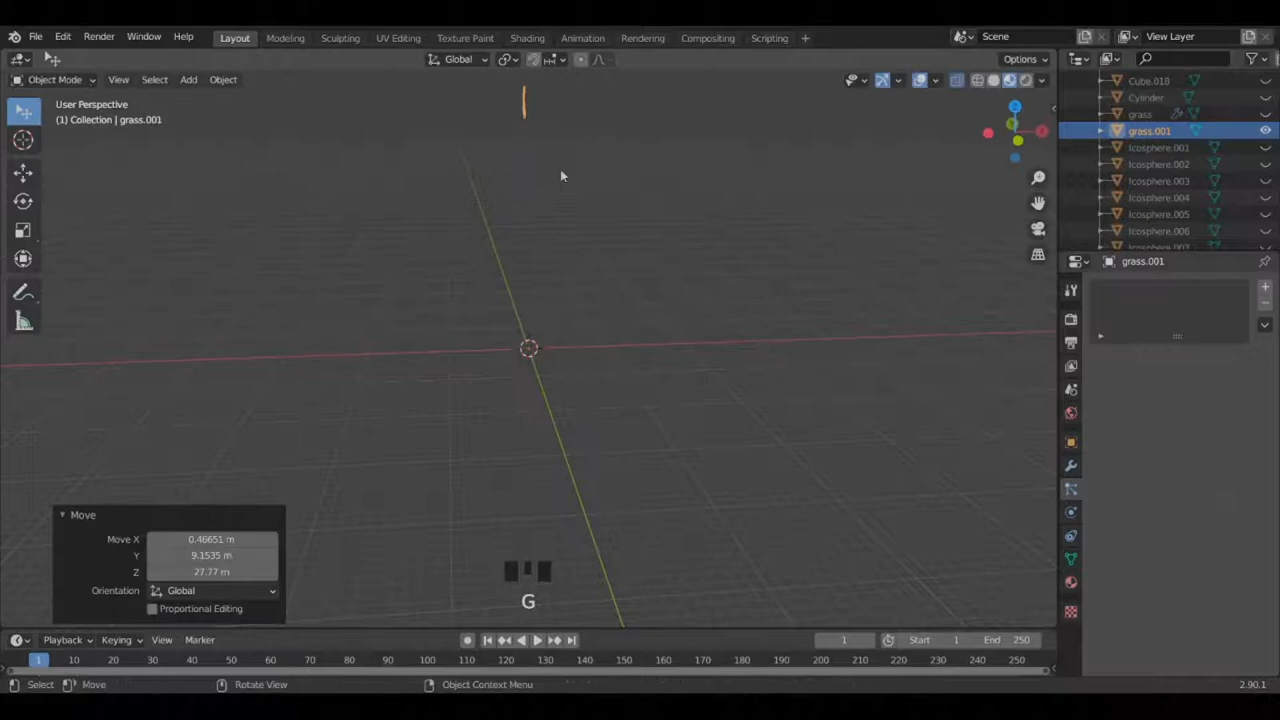 File Edit Render Window Help Layout Modeling Sculpting UV Editing Texture Paint Shading Animation Rendering Compositing Scripting + Scene View Layer
Global Options
Object Mode View Select Add Object
User Perspective
(1) Collection | grass.001
Cube.018
Cylinder
grass
grass.001
Icosphere.001
Icosphere.002
Icosphere.003
Icosphere.004
Icosphere.005
Icosphere.006
Icosphere.007
grass.001
Move
Move X 0.46651 m
Y 9.1535 m
Z 27.77 m
Orientation Global
Proportional Editing
G
Playback Keying View Marker 1 Start 1 End 250
1 10 20 30 40 50 60 70 80 90 100 110 120 130 140 150 160 170 180 190 200 210 220 230 240 250
Select Move Rotate View Object Context Menu 2.90.1